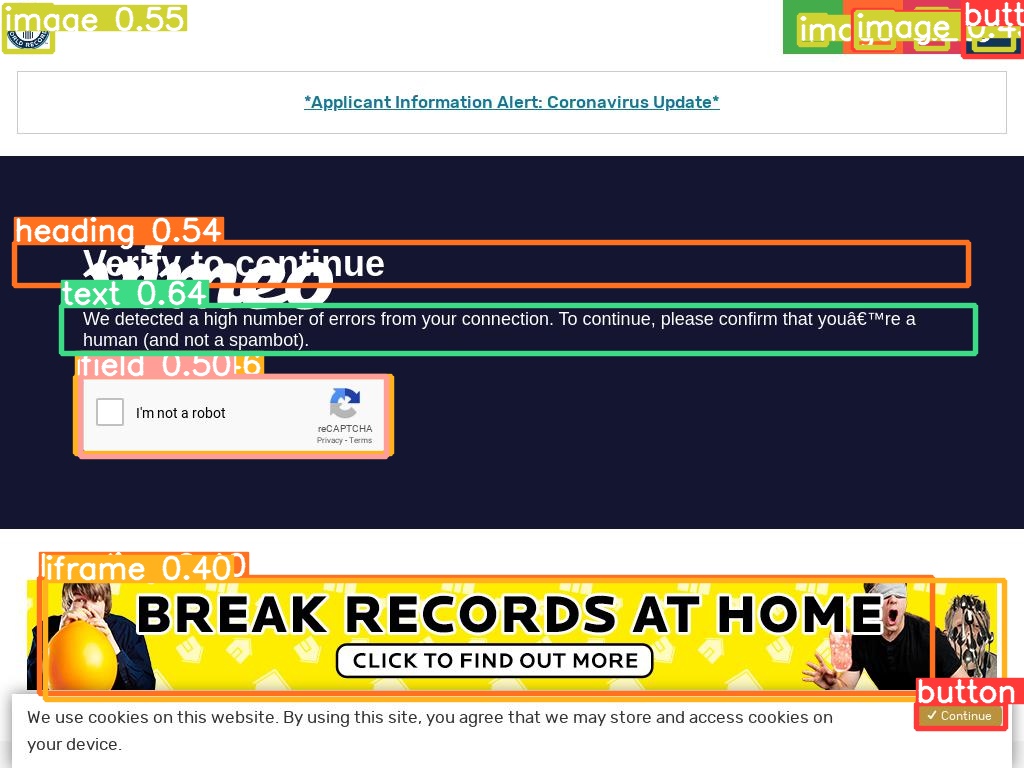 image 0.55
image 0.4
butt
*Applicant Information Alert: Coronavirus Update*
heading 0.54
Verify to continue
vimeo
text 0.64
We detected a high number of errors from your connection. To continue, please confirm that youâ€™re a
human (and not a spambot).
field 0.50
I'm not a robot
reCAPTCHA
Privacy - Terms
iframe 0.40
BREAK RECORDS AT HOME
CLICK TO FIND OUT MORE
button
We use cookies on this website. By using this site, you agree that we may store and access cookies on
your device.
✓ Continue